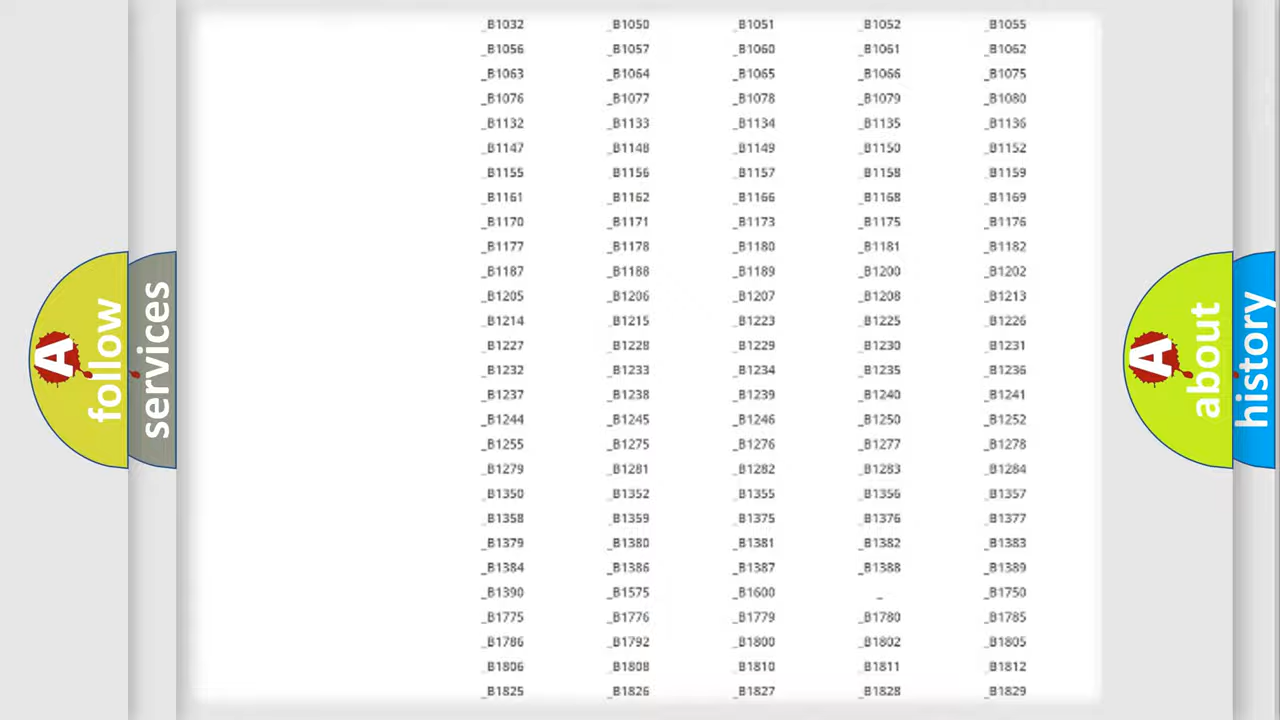 _B1032 _B1050 _B1051 _B1052 _B1055
_B1056 _B1057 _B1060 _B1061 _B1062
_B1063 _B1064 _B1065 _B1066 _B1075
_B1076 _B1077 _B1078 _B1079 _B1080
_B1132 _B1133 _B1134 _B1135 _B1136
_B1147 _B1148 _B1149 _B1150 _B1152
_B1155 _B1156 _B1157 _B1158 _B1159
_B1161 _B1162 _B1166 _B1168 _B1169
_B1170 _B1171 _B1173 _B1175 _B1176
_B1177 _B1178 _B1180 _B1181 _B1182
_B1187 _B1188 _B1189 _B1200 _B1202
_B1205 _B1206 _B1207 _B1208 _B1213
_B1214 _B1215 _B1223 _B1225 _B1226
_B1227 _B1228 _B1229 _B1230 _B1231
_B1232 _B1233 _B1234 _B1235 _B1236
_B1237 _B1238 _B1239 _B1240 _B1241
_B1244 _B1245 _B1246 _B1250 _B1252
_B1255 _B1275 _B1276 _B1277 _B1278
_B1279 _B1281 _B1282 _B1283 _B1284
_B1350 _B1352 _B1355 _B1356 _B1357
_B1358 _B1359 _B1375 _B1376 _B1377
_B1379 _B1380 _B1381 _B1382 _B1383
_B1384 _B1386 _B1387 _B1388 _B1389
_B1390 _B1575 _B1600 _ _B1750
_B1775 _B1776 _B1779 _B1780 _B1785
_B1786 _B1792 _B1800 _B1802 _B1805
_B1806 _B1808 _B1810 _B1811 _B1812
_B1825 _B1826 _B1827 _B1828 _B1829
A
follow
services
A
about
history